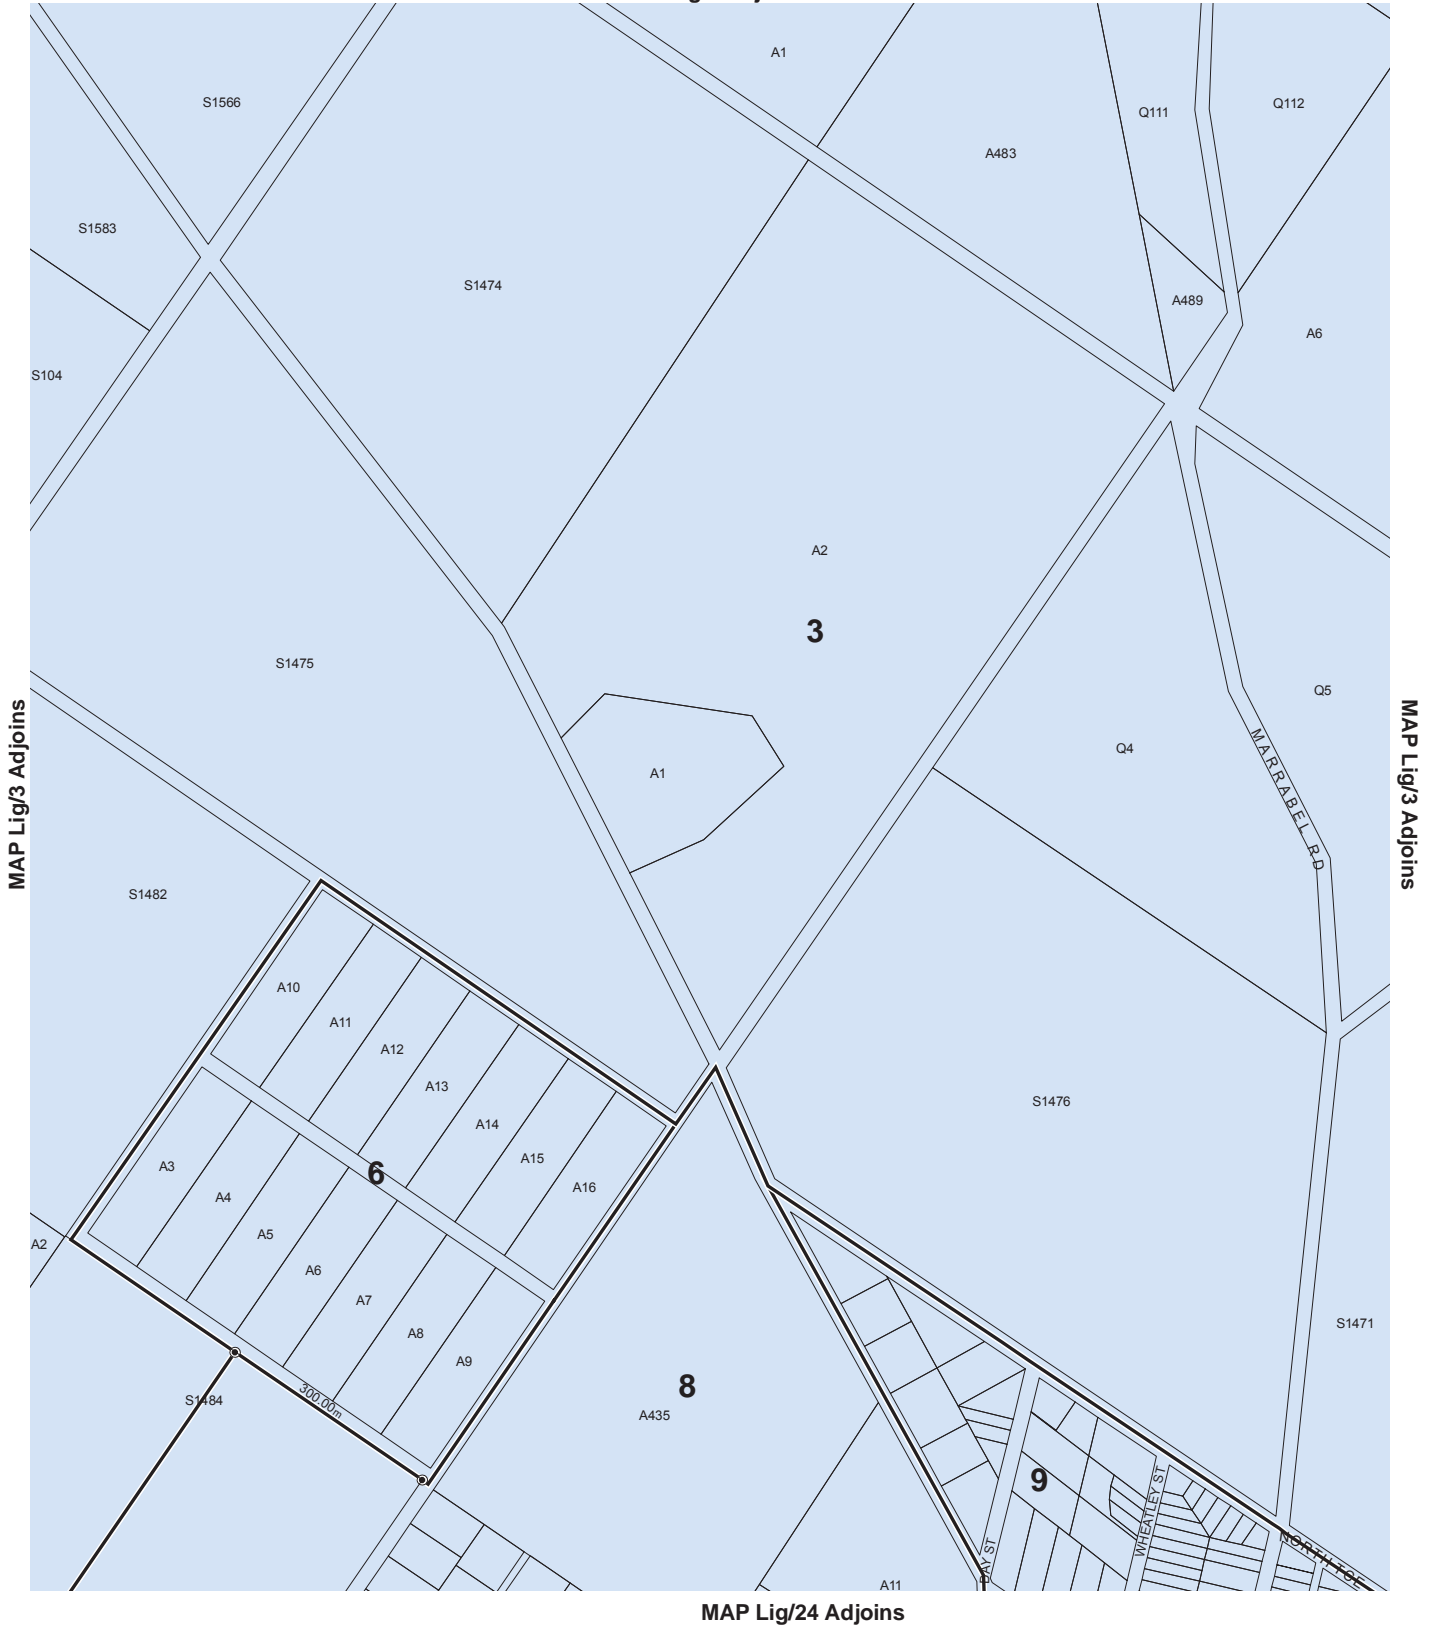 A1
S1566
Q112
Q111
A483
S1583
S1474
A489
A6
S104
A2
3
S1475
Q5
MARRABEL RD
Q4
A1
MAP Lig/3 Adjoins
MAP Lig/3 Adjoins
S1482
A10
A11
A12
A13
A14
A15
A16
S1476
A3
6
A4
A5
A6
A7
A8
A9
A2
S1471
S1484
300.00m
8
A435
9
WHEATLEY ST
BAY ST
NORTH TCE
A11
MAP Lig/24 Adjoins